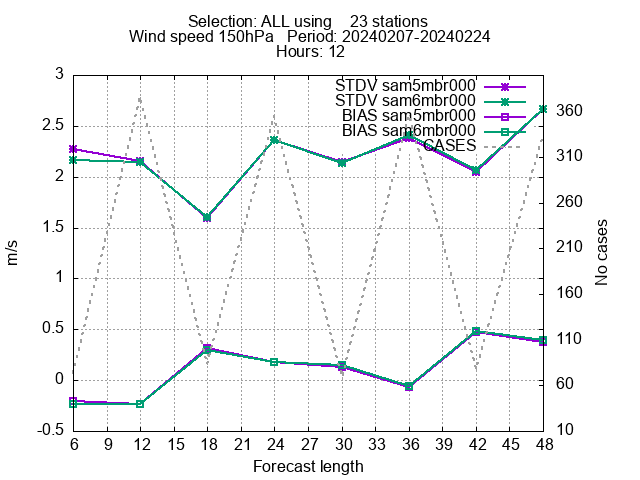 Selection: ALL using    23 stations
Wind speed 150hPa   Period: 20240207-20240224
Hours: 12
STDV sam5mbr000
STDV sam6mbr000
BIAS sam5mbr000
BIAS sam6mbr000
CASES
m/s
3
2.5
2
1.5
1
0.5
0
-0.5
No cases
360
310
260
210
160
110
60
10
6 9 12 15 18 21 24 27 30 33 36 39 42 45 48
Forecast length